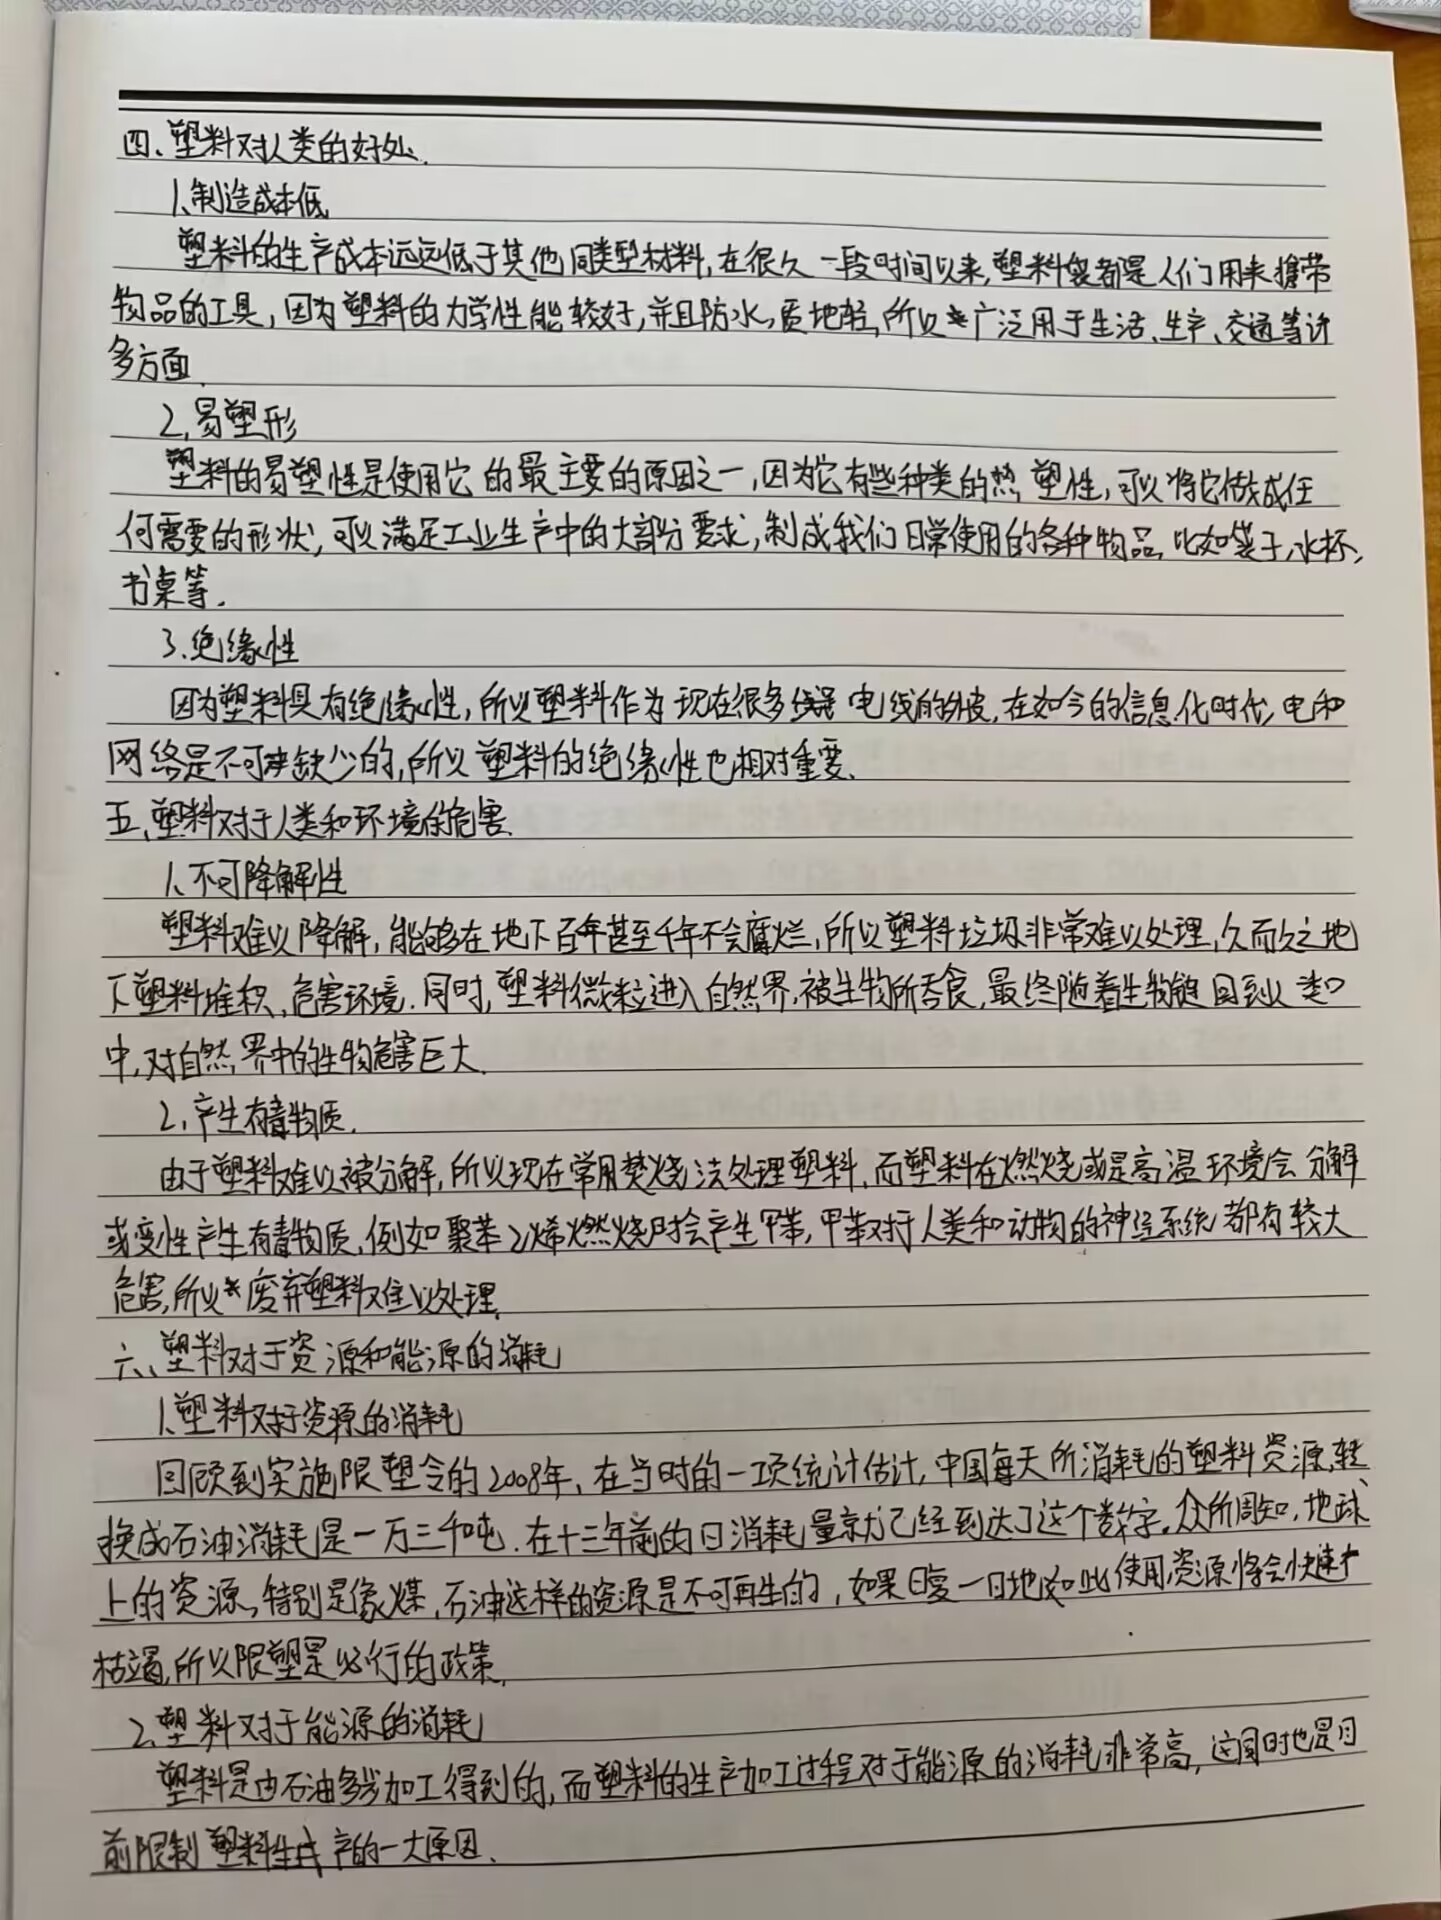 四、塑料对人类的好处.
1.制造成本低
塑料的生产成本远远低于其他同类型材料,在很久一段时间以来,塑料袋都是人们用来携带
物品的工具,因为塑料的力学性能较好,并且防水,质地轻,所以广泛用于生活、生产、交通等许
多方面.
2.易塑形
塑料的易塑性是使用它的最主要的原因之一,因为它有些种类的热塑性,可以将它做成任
何需要的形状,可以满足工业生产中的大部分要求,制成我们日常使用的各种物品,比如袋子,水杯,
书桌等.
3.绝缘性
因为塑料具有绝缘性,所以塑料作为现在很多线器电线的外皮,在如今的信息化时代,电和
网络是不可缺少的,所以塑料的绝缘性也相对重要.
五、塑料对于人类和环境的危害.
1.不可降解性
塑料难以降解,能够在地下百年甚至千年不会腐烂,所以塑料垃圾非常难以处理,久而久之地
下塑料堆积,危害环境.同时,塑料微粒进入自然界,被生物所吞食,最终随着生物链回到人类口
中,对自然界中的生物危害巨大.
2.产生有毒物质.
由于塑料难以被分解,所以现在常用焚烧法处理塑料,而塑料在燃烧或是高温环境会分解
或变性产生有毒物质,例如聚苯乙烯燃烧时会产生甲苯,甲苯对于人类和动物的神经系统都有较大
危害,所以废弃塑料难以处理.
六、塑料对于资源和能源的消耗
1.塑料对于资源的消耗
回顾到实施限塑令的2008年,在当时的一项统计估计,中国每天所消耗的塑料资源,转
换成石油消耗是一万三千吨.在十三年前的日消耗量就已经到达了这个数字。众所周知,地球
上的资源,特别是像煤,石油这样的资源是不可再生的,如果日复一日地如此使用,资源将会快速
枯竭,所以限塑是必行的政策.
2.塑料对于能源的消耗
塑料是由石油多步加工得到的,而塑料的生产加工过程对于能源的消耗非常高,这同时也是目
前限制塑料生产的一大原因.